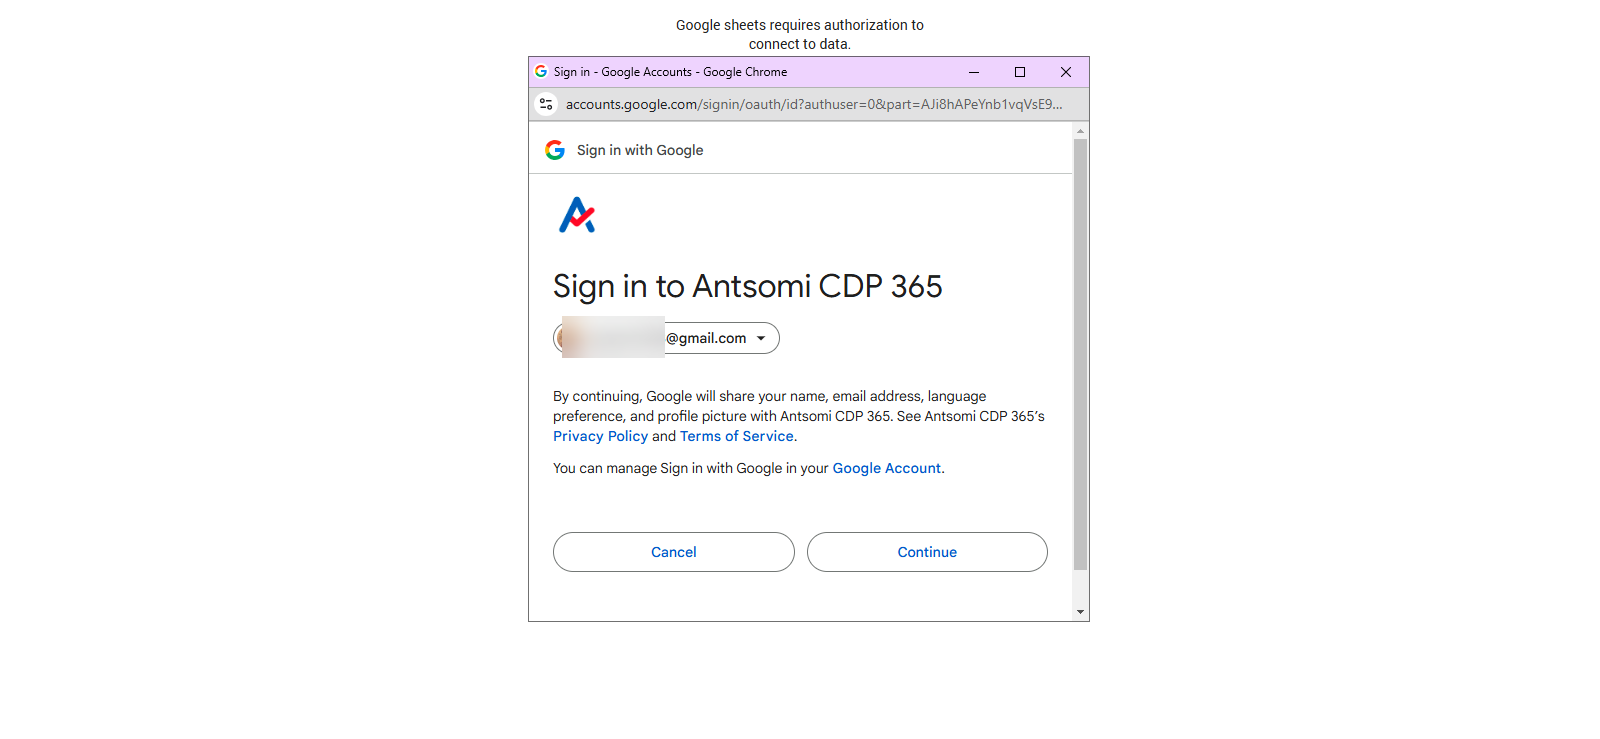 Google sheets requires authorization to
connect to data.
Sign in - Google Accounts - Google Chrome
accounts.google.com/signin/oauth/id?authuser=0&part=AJi8hAPeYnb1vqVsE9...
Sign in with Google
Sign in to Antsomi CDP 365
@gmail.com
By continuing, Google will share your name, email address, language
preference, and profile picture with Antsomi CDP 365. See Antsomi CDP 365’s
Privacy Policy and Terms of Service.
You can manage Sign in with Google in your Google Account.
Cancel
Continue